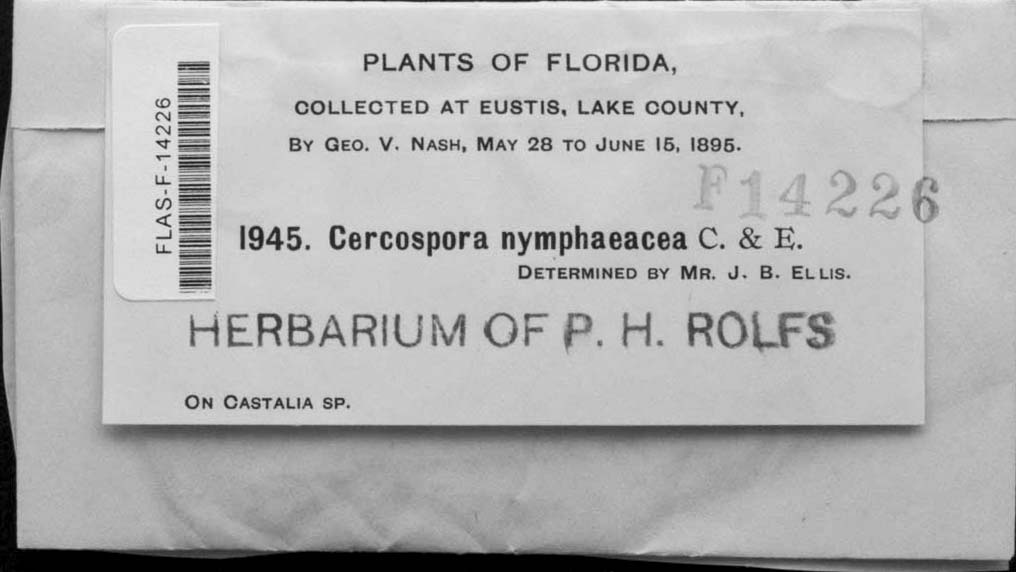 PLANTS OF FLORIDA,
COLLECTED AT EUSTIS, LAKE COUNTY,
BY GEO. V. NASH, MAY 28 TO JUNE 15, 1895.
FLAS-F-14226
F14226
1945. Cercospora nymphaeacea C. & E.
DETERMINED BY MR. J. B. ELLIS.
HERBARIUM OF P. H. ROLFS
ON CASTALIA SP.